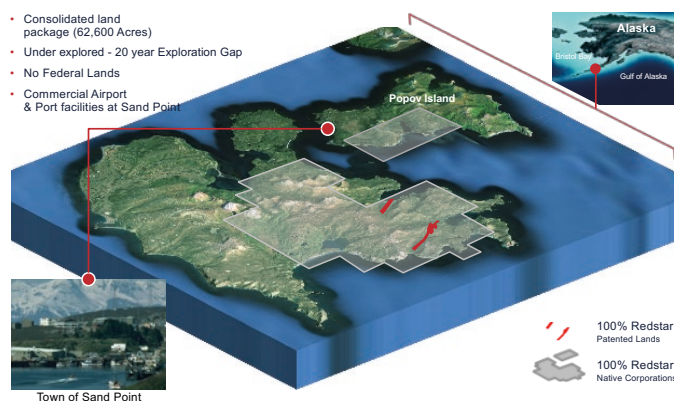 • Consolidated land
package (62,600 Acres)
• Under explored - 20 year Exploration Gap
• No Federal Lands
• Commercial Airport
& Port facilities at Sand Point
Alaska
Bristol Bay
Gulf of Alaska
Popov Island
Town of Sand Point
100% Redstar
Patented Lands
100% Redstar
Native Corporations